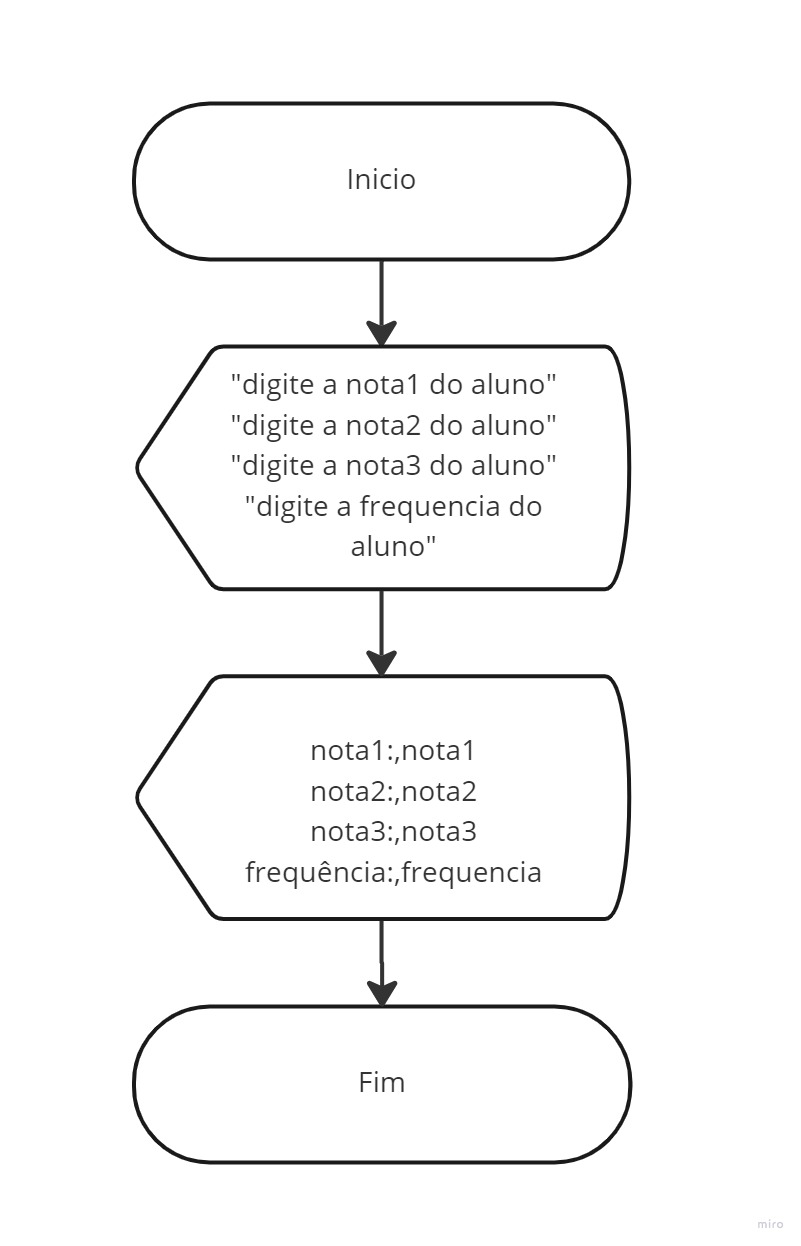 Inicio
"digite a nota1 do aluno"
"digite a nota2 do aluno"
"digite a nota3 do aluno"
"digite a frequencia do
aluno"
nota1:,nota1
nota2:,nota2
nota3:,nota3
frequência:,frequencia
Fim
miro